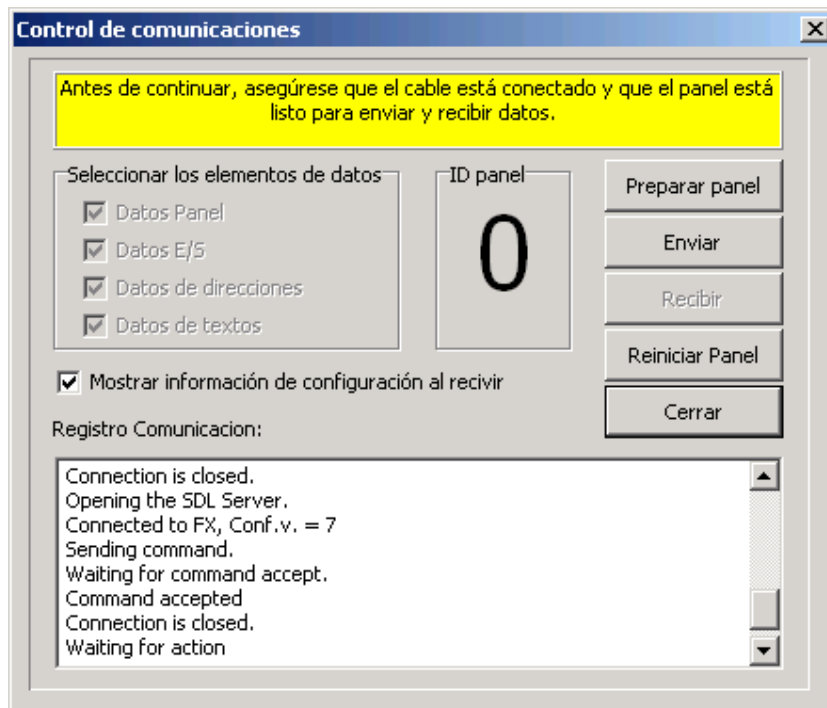 Control de comunicaciones
Antes de continuar, asegúrese que el cable está conectado y que el panel está
listo para enviar y recibir datos.
Seleccionar los elementos de datos
Datos Panel
Datos E/S
Datos de direcciones
Datos de textos
ID panel
0
Preparar panel
Enviar
Recibir
Reiniciar Panel
Cerrar
Mostrar información de configuración al recivir
Registro Comunicacion:
Connection is closed.
Opening the SDL Server.
Connected to FX, Conf.v. = 7
Sending command.
Waiting for command accept.
Command accepted
Connection is closed.
Waiting for action